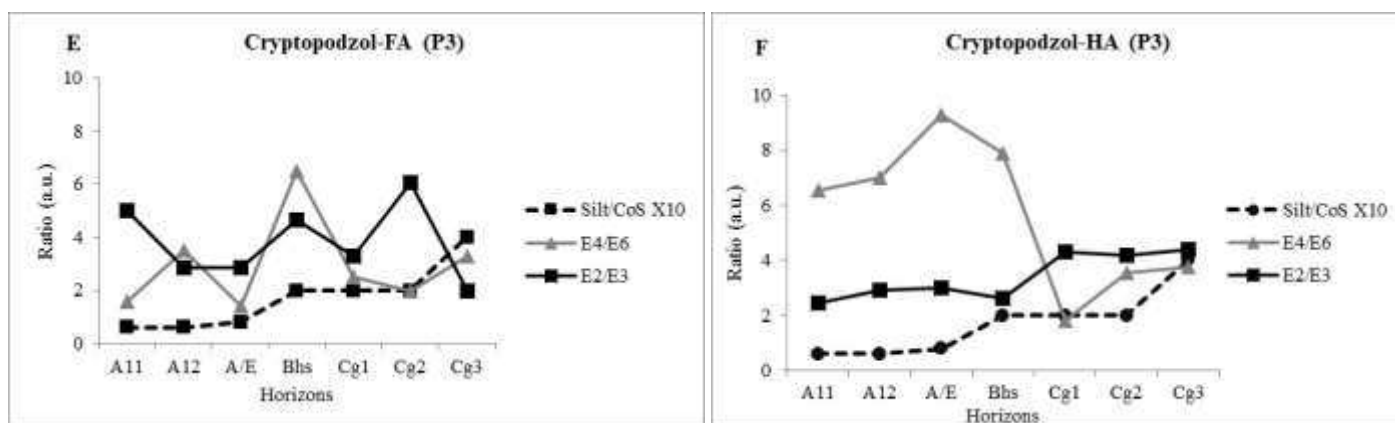 E
Cryptopodzol-FA (P3)
10
8
6
4
2
0
Ratio (a.u.)
A11 A12 A/E Bhs Cg1 Cg2 Cg3
Horizons
Silt/CoS X10
E4/E6
E2/E3
F
Cryptopodzol-HA (P3)
10
8
6
4
2
0
Ratio (a.u.)
A11 A12 A/E Bhs Cg1 Cg2 Cg3
Horizons
Silt/CoS X10
E4/E6
E2/E3